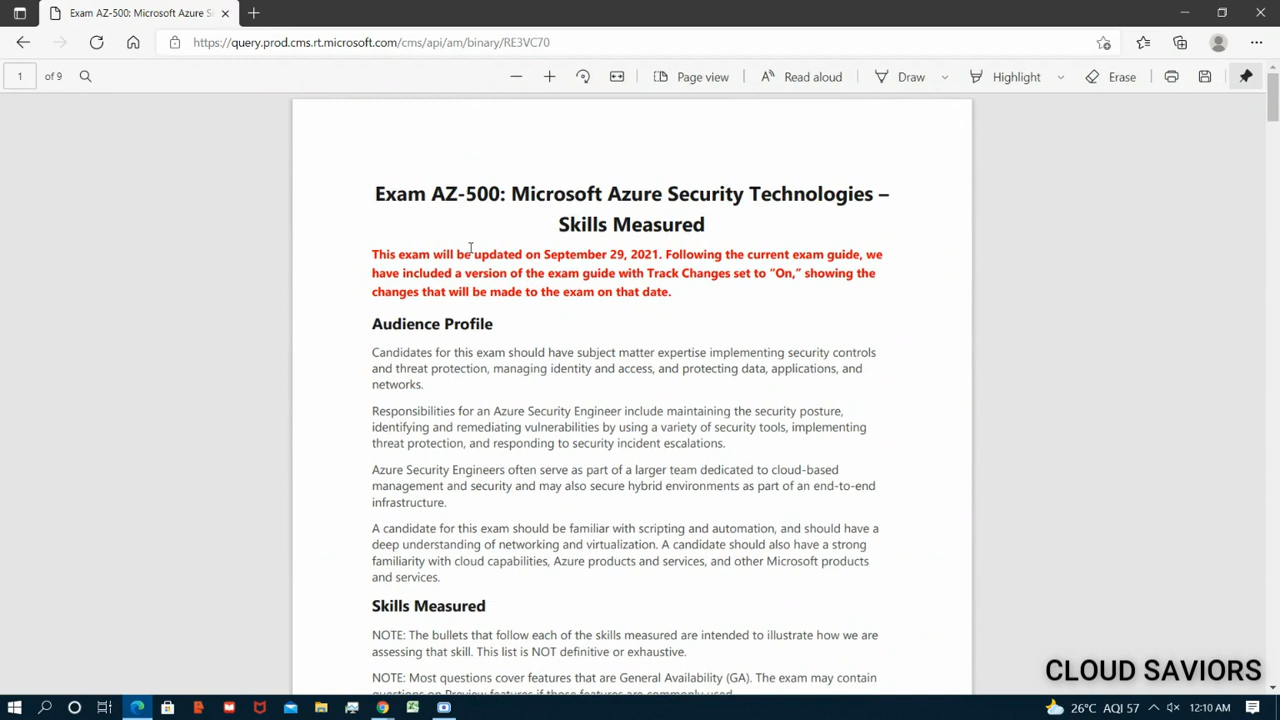 Exam AZ-500: Microsoft Azure S
https://query.prod.cms.rt.microsoft.com/cms/api/am/binary/RE3VC70
1 of 9
Page view
Read aloud
Draw
Highlight
Erase
Exam AZ-500: Microsoft Azure Security Technologies –
Skills Measured
This exam will be updated on September 29, 2021. Following the current exam guide, we
have included a version of the exam guide with Track Changes set to “On,” showing the
changes that will be made to the exam on that date.
Audience Profile
Candidates for this exam should have subject matter expertise implementing security controls
and threat protection, managing identity and access, and protecting data, applications, and
networks.
Responsibilities for an Azure Security Engineer include maintaining the security posture,
identifying and remediating vulnerabilities by using a variety of security tools, implementing
threat protection, and responding to security incident escalations.
Azure Security Engineers often serve as part of a larger team dedicated to cloud-based
management and security and may also secure hybrid environments as part of an end-to-end
infrastructure.
A candidate for this exam should be familiar with scripting and automation, and should have a
deep understanding of networking and virtualization. A candidate should also have a strong
familiarity with cloud capabilities, Azure products and services, and other Microsoft products
and services.
Skills Measured
NOTE: The bullets that follow each of the skills measured are intended to illustrate how we are
assessing that skill. This list is NOT definitive or exhaustive.
NOTE: Most questions cover features that are General Availability (GA). The exam may contain
questions on Preview features if those features are commonly used.
CLOUD SAVIORS
26°C AQI 57
12:10 AM